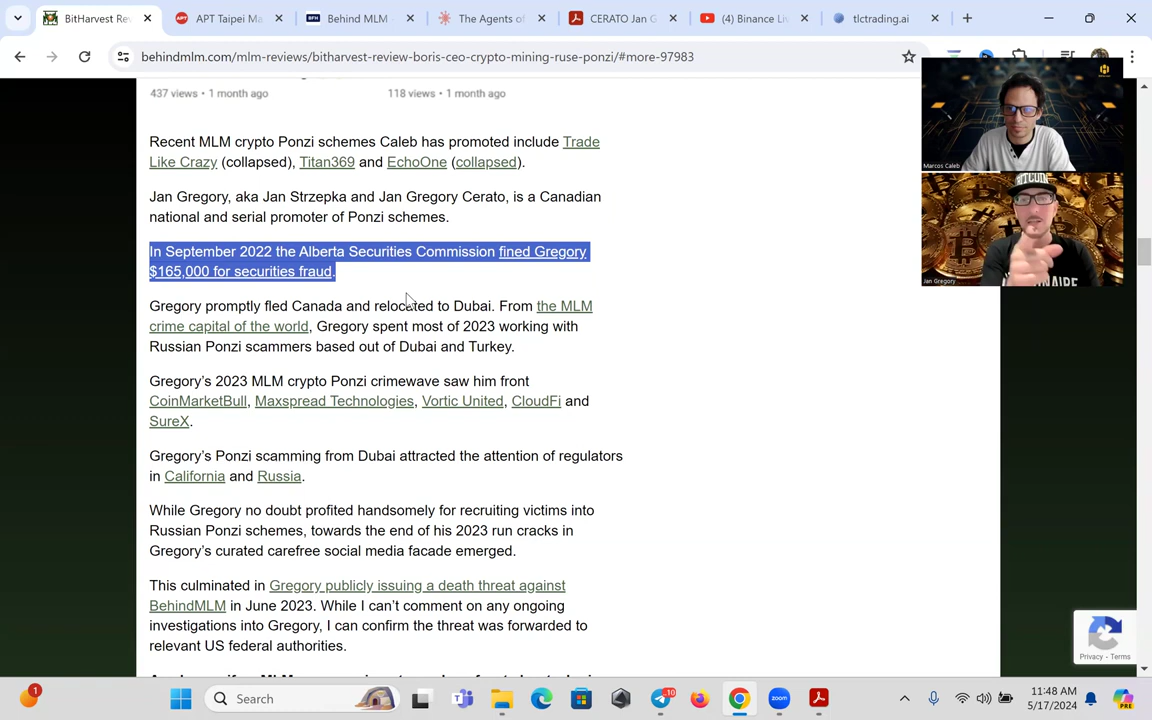 BitHarvest Re
APT Taipei Ma
Behind MLM
The Agents of
CERATO Jan G
(4) Binance Liv
tlctrading.ai
behindmlm.com/mlm-reviews/bitharvest-review-boris-ceo-crypto-mining-ruse-ponzi/#more-97983
437 views • 1 month ago
118 views • 1 month ago
Recent MLM crypto Ponzi schemes Caleb has promoted include Trade
Like Crazy (collapsed), Titan369 and EchoOne (collapsed).
Jan Gregory, aka Jan Strzepka and Jan Gregory Cerato, is a Canadian
national and serial promoter of Ponzi schemes.
In September 2022 the Alberta Securities Commission fined Gregory
$165,000 for securities fraud.
Gregory promptly fled Canada and relocated to Dubai. From the MLM
crime capital of the world, Gregory spent most of 2023 working with
Russian Ponzi scammers based out of Dubai and Turkey.
Gregory's 2023 MLM crypto Ponzi crimewave saw him front
CoinMarketBull, Maxspread Technologies, Vortic United, CloudFi and
SureX.
Gregory's Ponzi scamming from Dubai attracted the attention of regulators
in California and Russia.
While Gregory no doubt profited handsomely for recruiting victims into
Russian Ponzi schemes, towards the end of his 2023 run cracks in
Gregory's curated carefree social media facade emerged.
This culminated in Gregory publicly issuing a death threat against
BehindMLM in June 2023. While I can't comment on any ongoing
investigations into Gregory, I can confirm the threat was forwarded to
relevant US federal authorities.
Marcos Caleb
BITCOIN
Jan Gregory
Privacy - Terms
1
Search
10
zoom
11:48 AM
5/17/2024
PRE